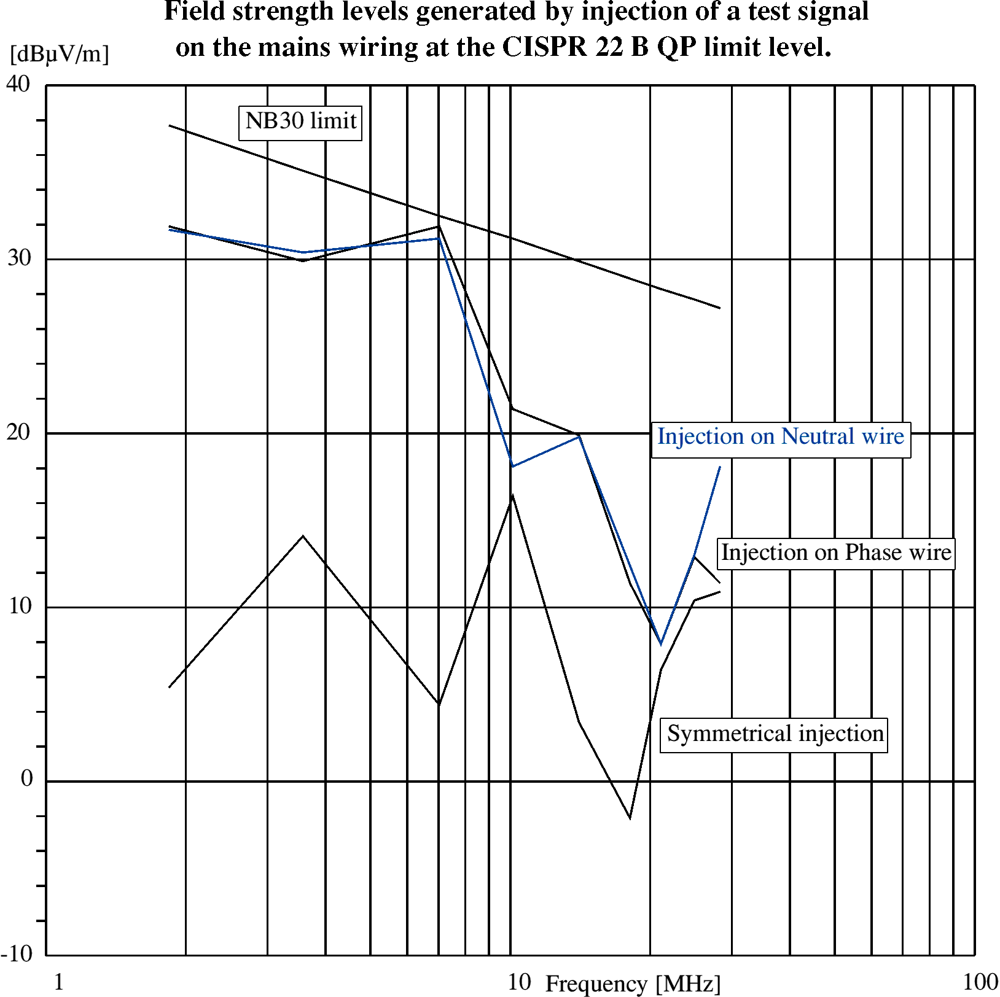 Field strength levels generated by injection of a test signal
on the mains wiring at the CISPR 22 B QP limit level.
[dBµV/m]
40
NB30 limit
30
20
Injection on Neutral wire
Injection on Phase wire
10
Symmetrical injection
0
-10
1
10
Frequency [MHz]
100